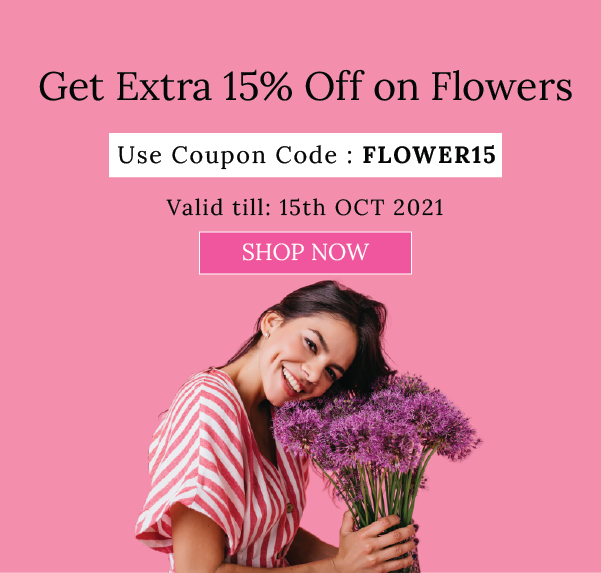 Get Extra 15% Off on Flowers
Use Coupon Code : FLOWER15
Valid till: 15th OCT 2021
SHOP NOW